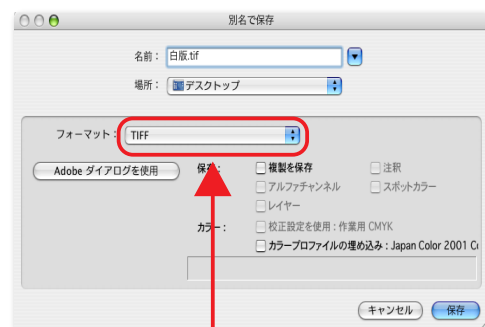 別名で保存
名前： 白版.tif
場所： デスクトップ
フォーマット： TIFF
Adobe ダイアログを使用
保存： 複製を保存 注釈
アルファチャンネル スポットカラー
レイヤー
カラー： 校正設定を使用：作業用 CMYK
カラープロファイルの埋め込み：Japan Color 2001 Co
キャンセル 保存